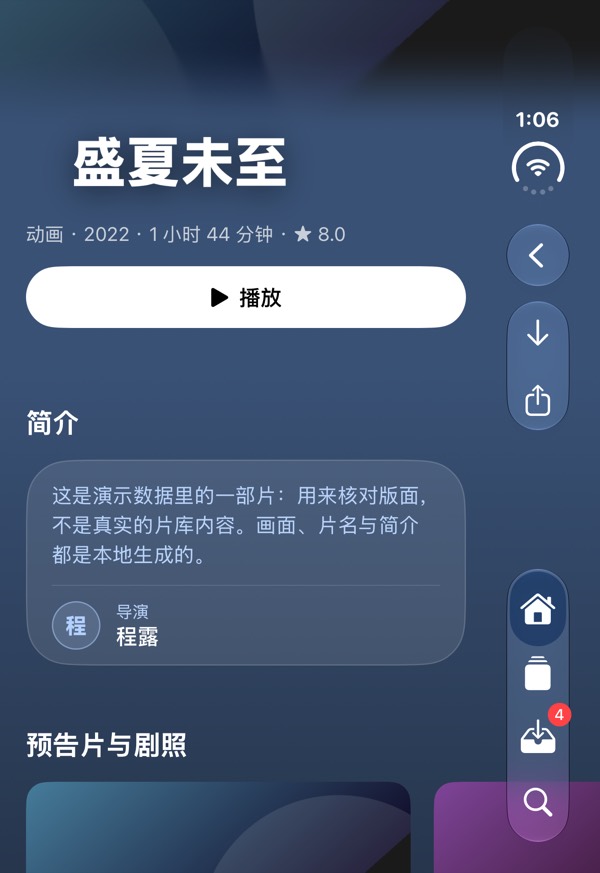 1:06
盛夏未至
动画 · 2022 · 1 小时 44 分钟 · ★ 8.0
播放
简介
这是演示数据里的一部片：用来核对版面，
不是真实的片库内容。画面、片名与简介
都是本地生成的。
程
导演
程露
4
预告片与剧照